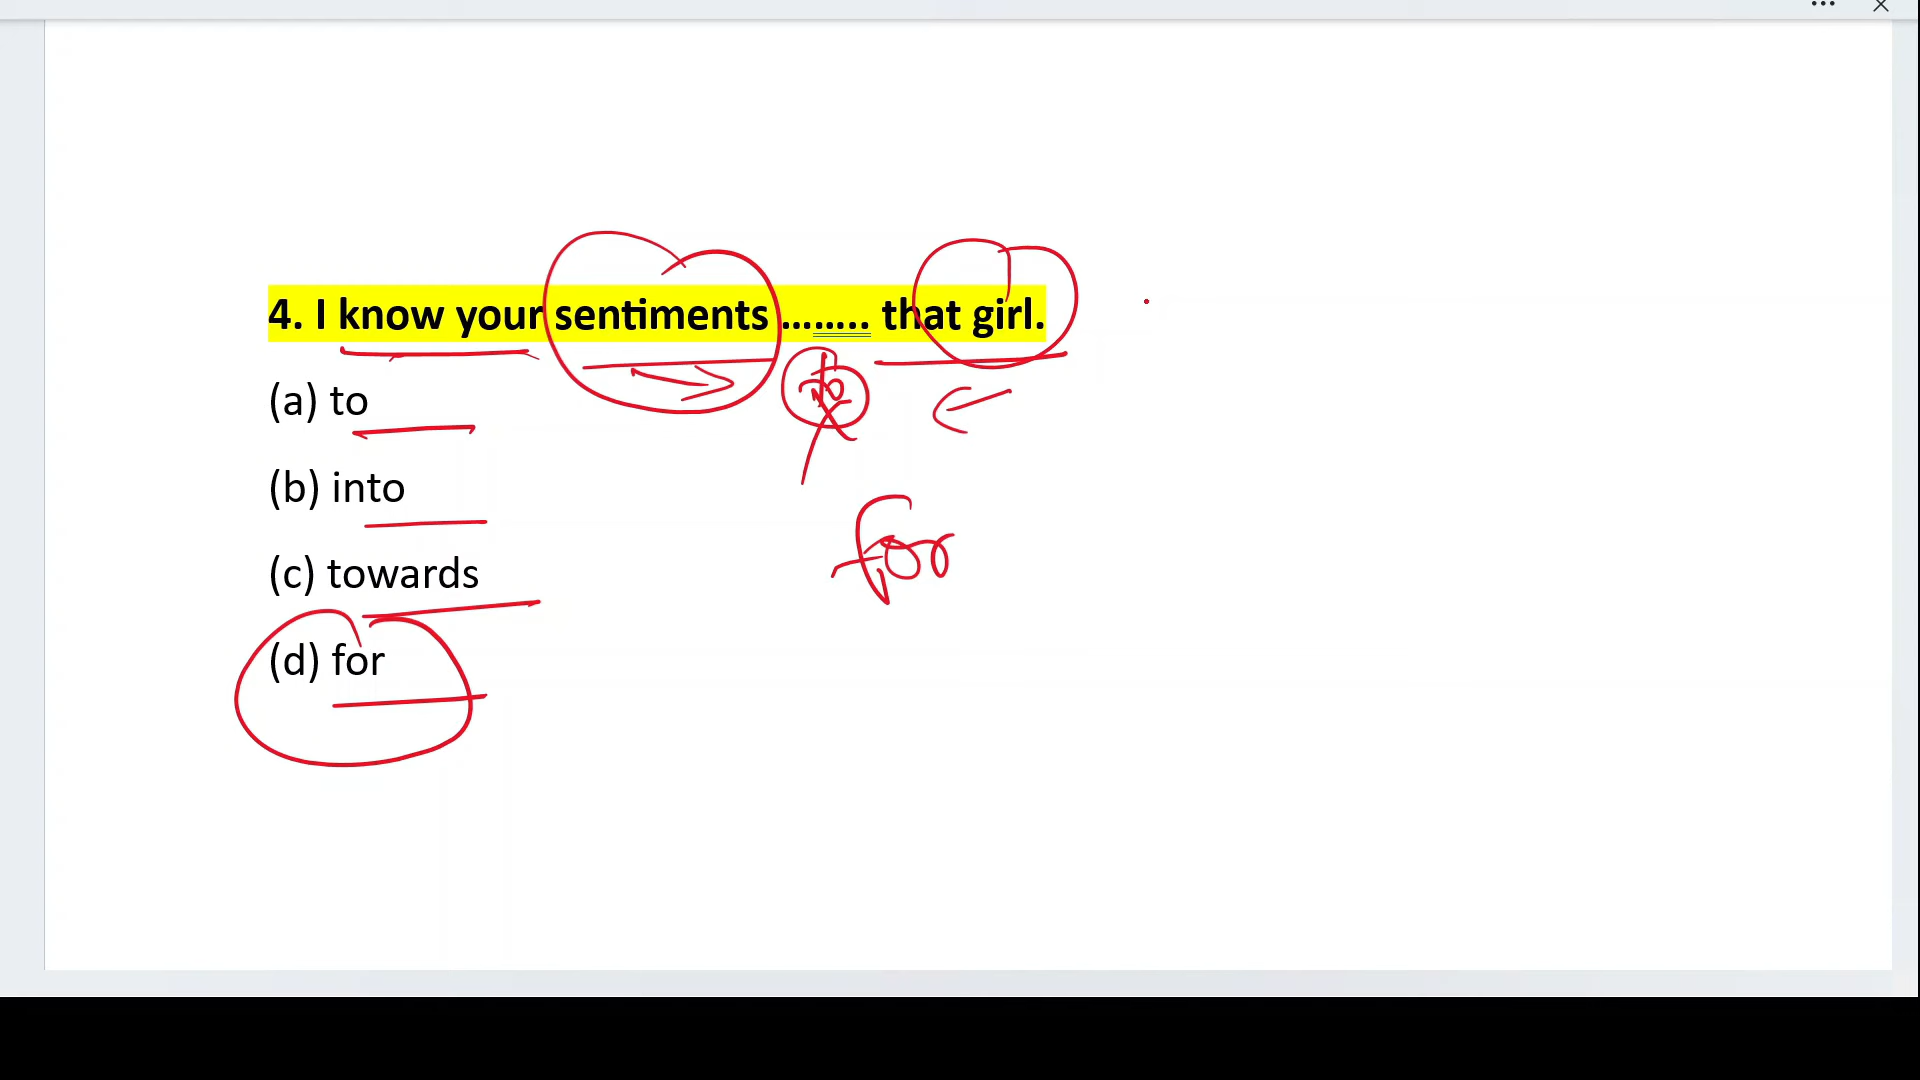 4. I know your sentiments ........ that girl.
to
(a) to
(b) into
for
(c) towards
(d) for